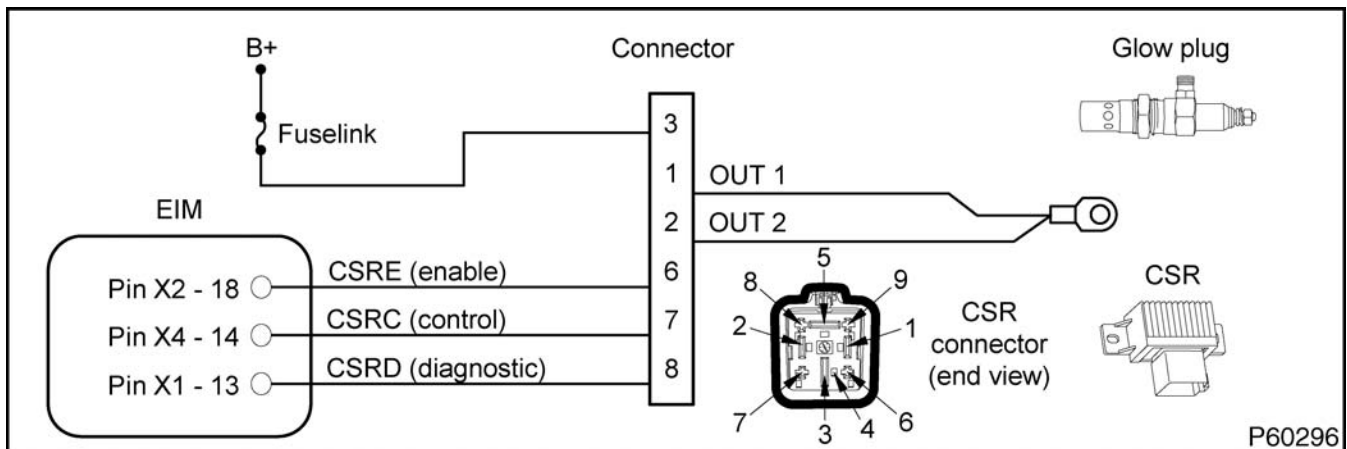 B+
Connector
Glow plug
Fuselink
3
1
OUT 1
2
OUT 2
EIM
Pin X2 - 18
CSRE (enable)
6
Pin X4 - 14
CSRC (control)
7
Pin X1 - 13
CSRD (diagnostic)
8
5
8
9
2
1
7
3
4
6
CSR
connector
(end view)
CSR
P60296